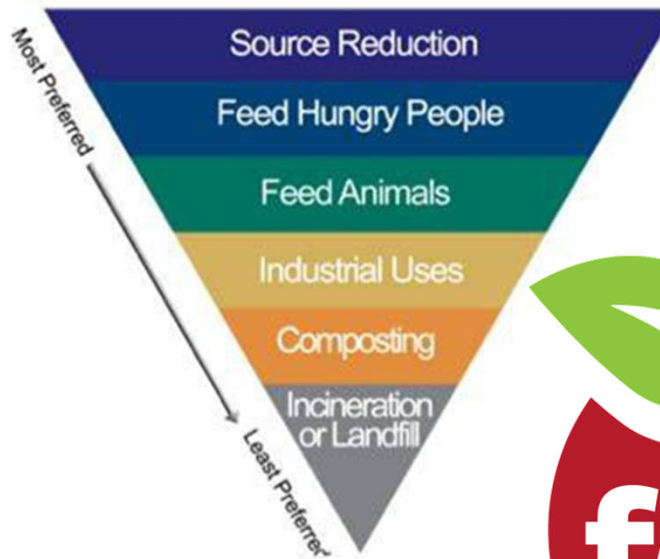 Most Preferred
Source Reduction
Feed Hungry People
Feed Animals
Industrial Uses
Composting
Incineration
or Landfill
Least Preferred
f